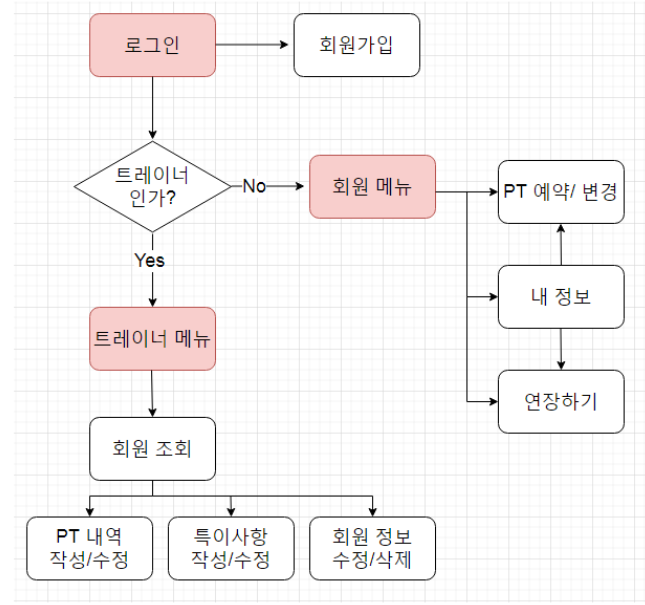 로그인
회원가입
트레이너
인가?
No
회원 메뉴
PT 예약/ 변경
Yes
내 정보
트레이너 메뉴
연장하기
회원 조회
PT 내역
작성/수정
특이사항
작성/수정
회원 정보
수정/삭제